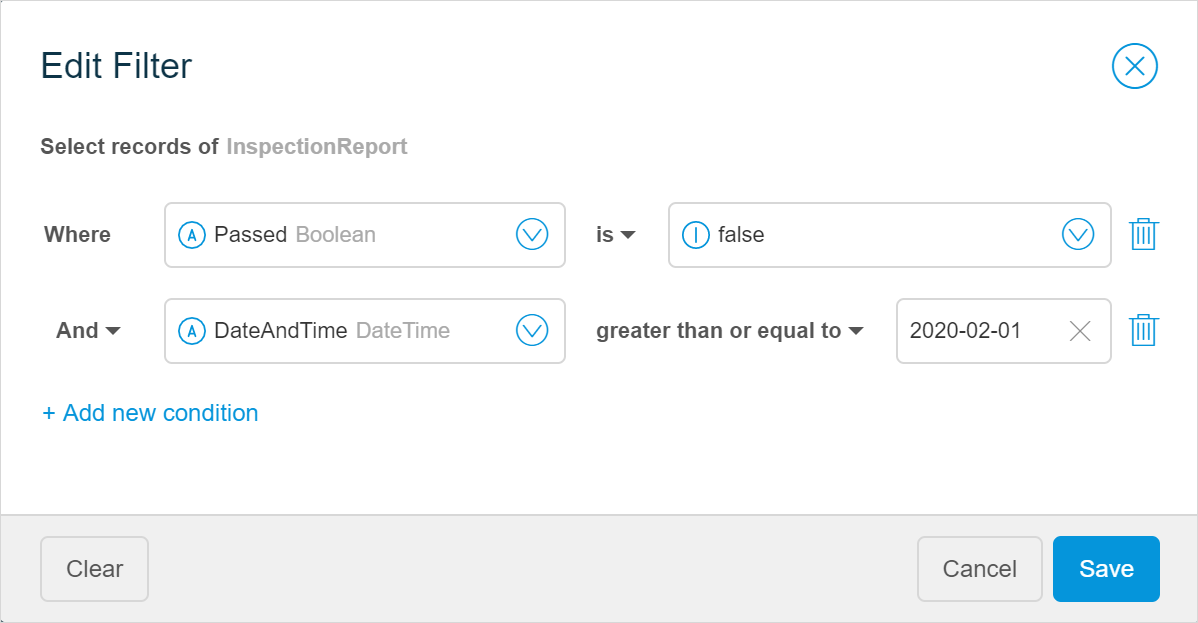 Edit Filter
Select records of InspectionReport
Where A Passed Boolean is false
And A DateAndTime DateTime greater than or equal to 2020-02-01
+ Add new condition
Clear Cancel Save